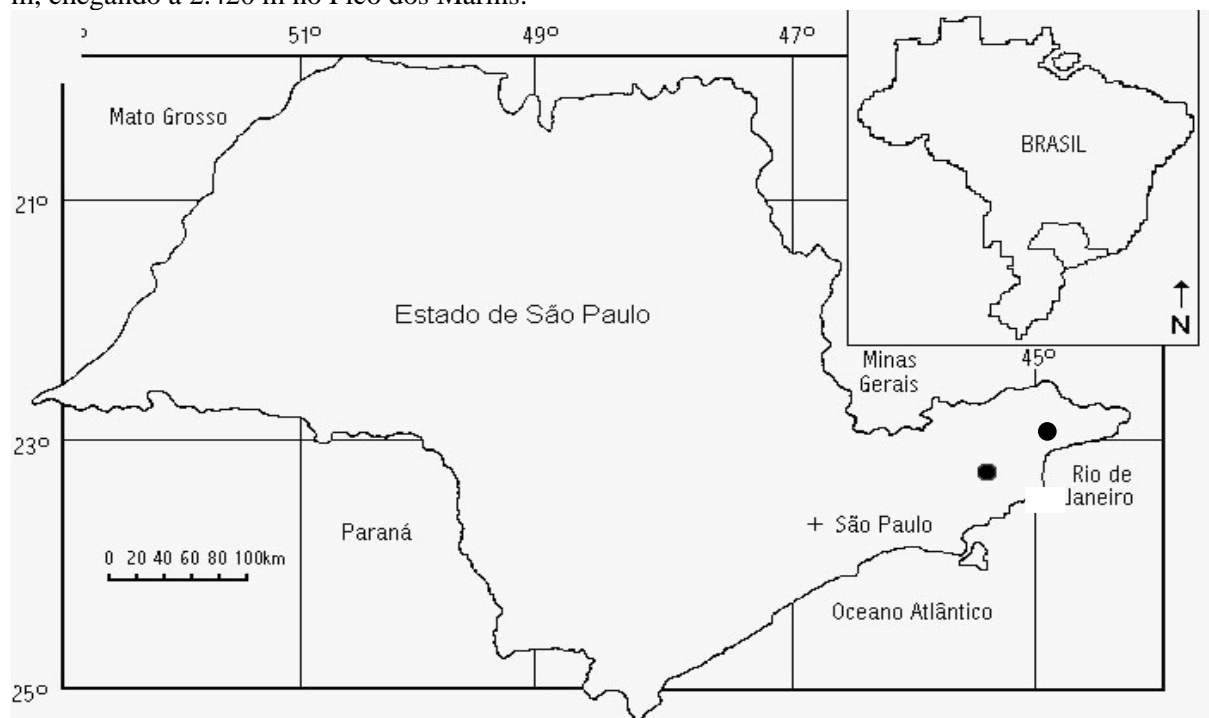 m, chegando a 2.420 m no Pico dos Marins.
51º
49º
47º
Mato Grosso
BRASIL
21º
Estado de São Paulo
N
Minas
Gerais
45º
23º
Rio de
Janeiro
+ São Paulo
Paraná
0 20 40 60 80 100km
Oceano Atlântico
25º